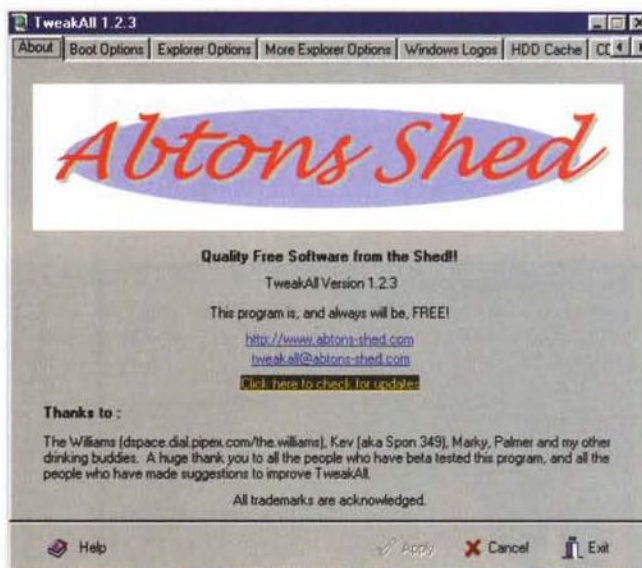 TweakAll 1.2.3
About Boot Options Explorer Options More Explorer Options Windows Logos HDD Cache
Abtons Shed
Quality Free Software from the Shed!!
TweakAll Version 1.2.3
This program is, and always will be, FREE!
http://www.abtons-shed.com
tweakall@abtons-shed.com
Click here to check for updates
Thanks to :
The Williams (dspace.dial.pipex.com/the.williams), Kev (aka Spon 349), Marky, Palmer and my other
drinking buddies. A huge thank you to all the people who have beta tested this program, and all the
people who have made suggestions to improve TweakAll.
All trademarks are acknowledged.
Help Apply Cancel Exit